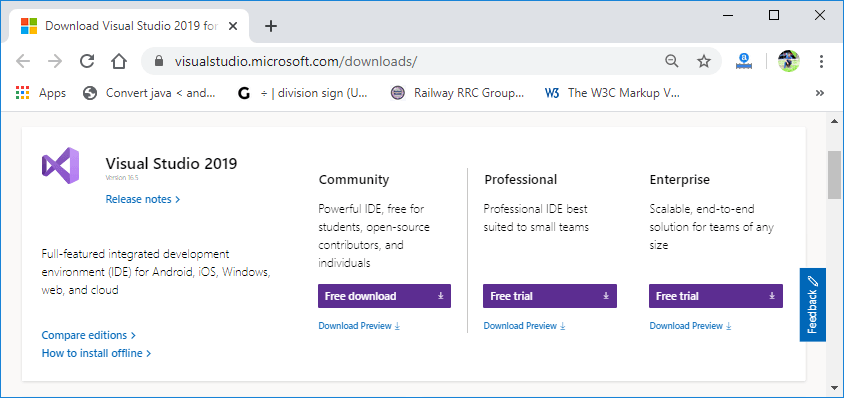 Download Visual Studio 2019 for
visualstudio.microsoft.com/downloads/
Apps
Convert java < and...
G
÷ | division sign (U...
Railway RRC Group...
W3
The W3C Markup V...
»
Visual Studio 2019
Version 16.5
Release notes >
Full-featured integrated development
environment (IDE) for Android, iOS, Windows,
web, and cloud
Compare editions >
How to install offline >
Community
Powerful IDE, free for
students, open-source
contributors, and
individuals
Free download
Download Preview
Professional
Professional IDE best
suited to small teams
Free trial
Download Preview
Enterprise
Scalable, end-to-end
solution for teams of any
size
Free trial
Download Preview
Feedback